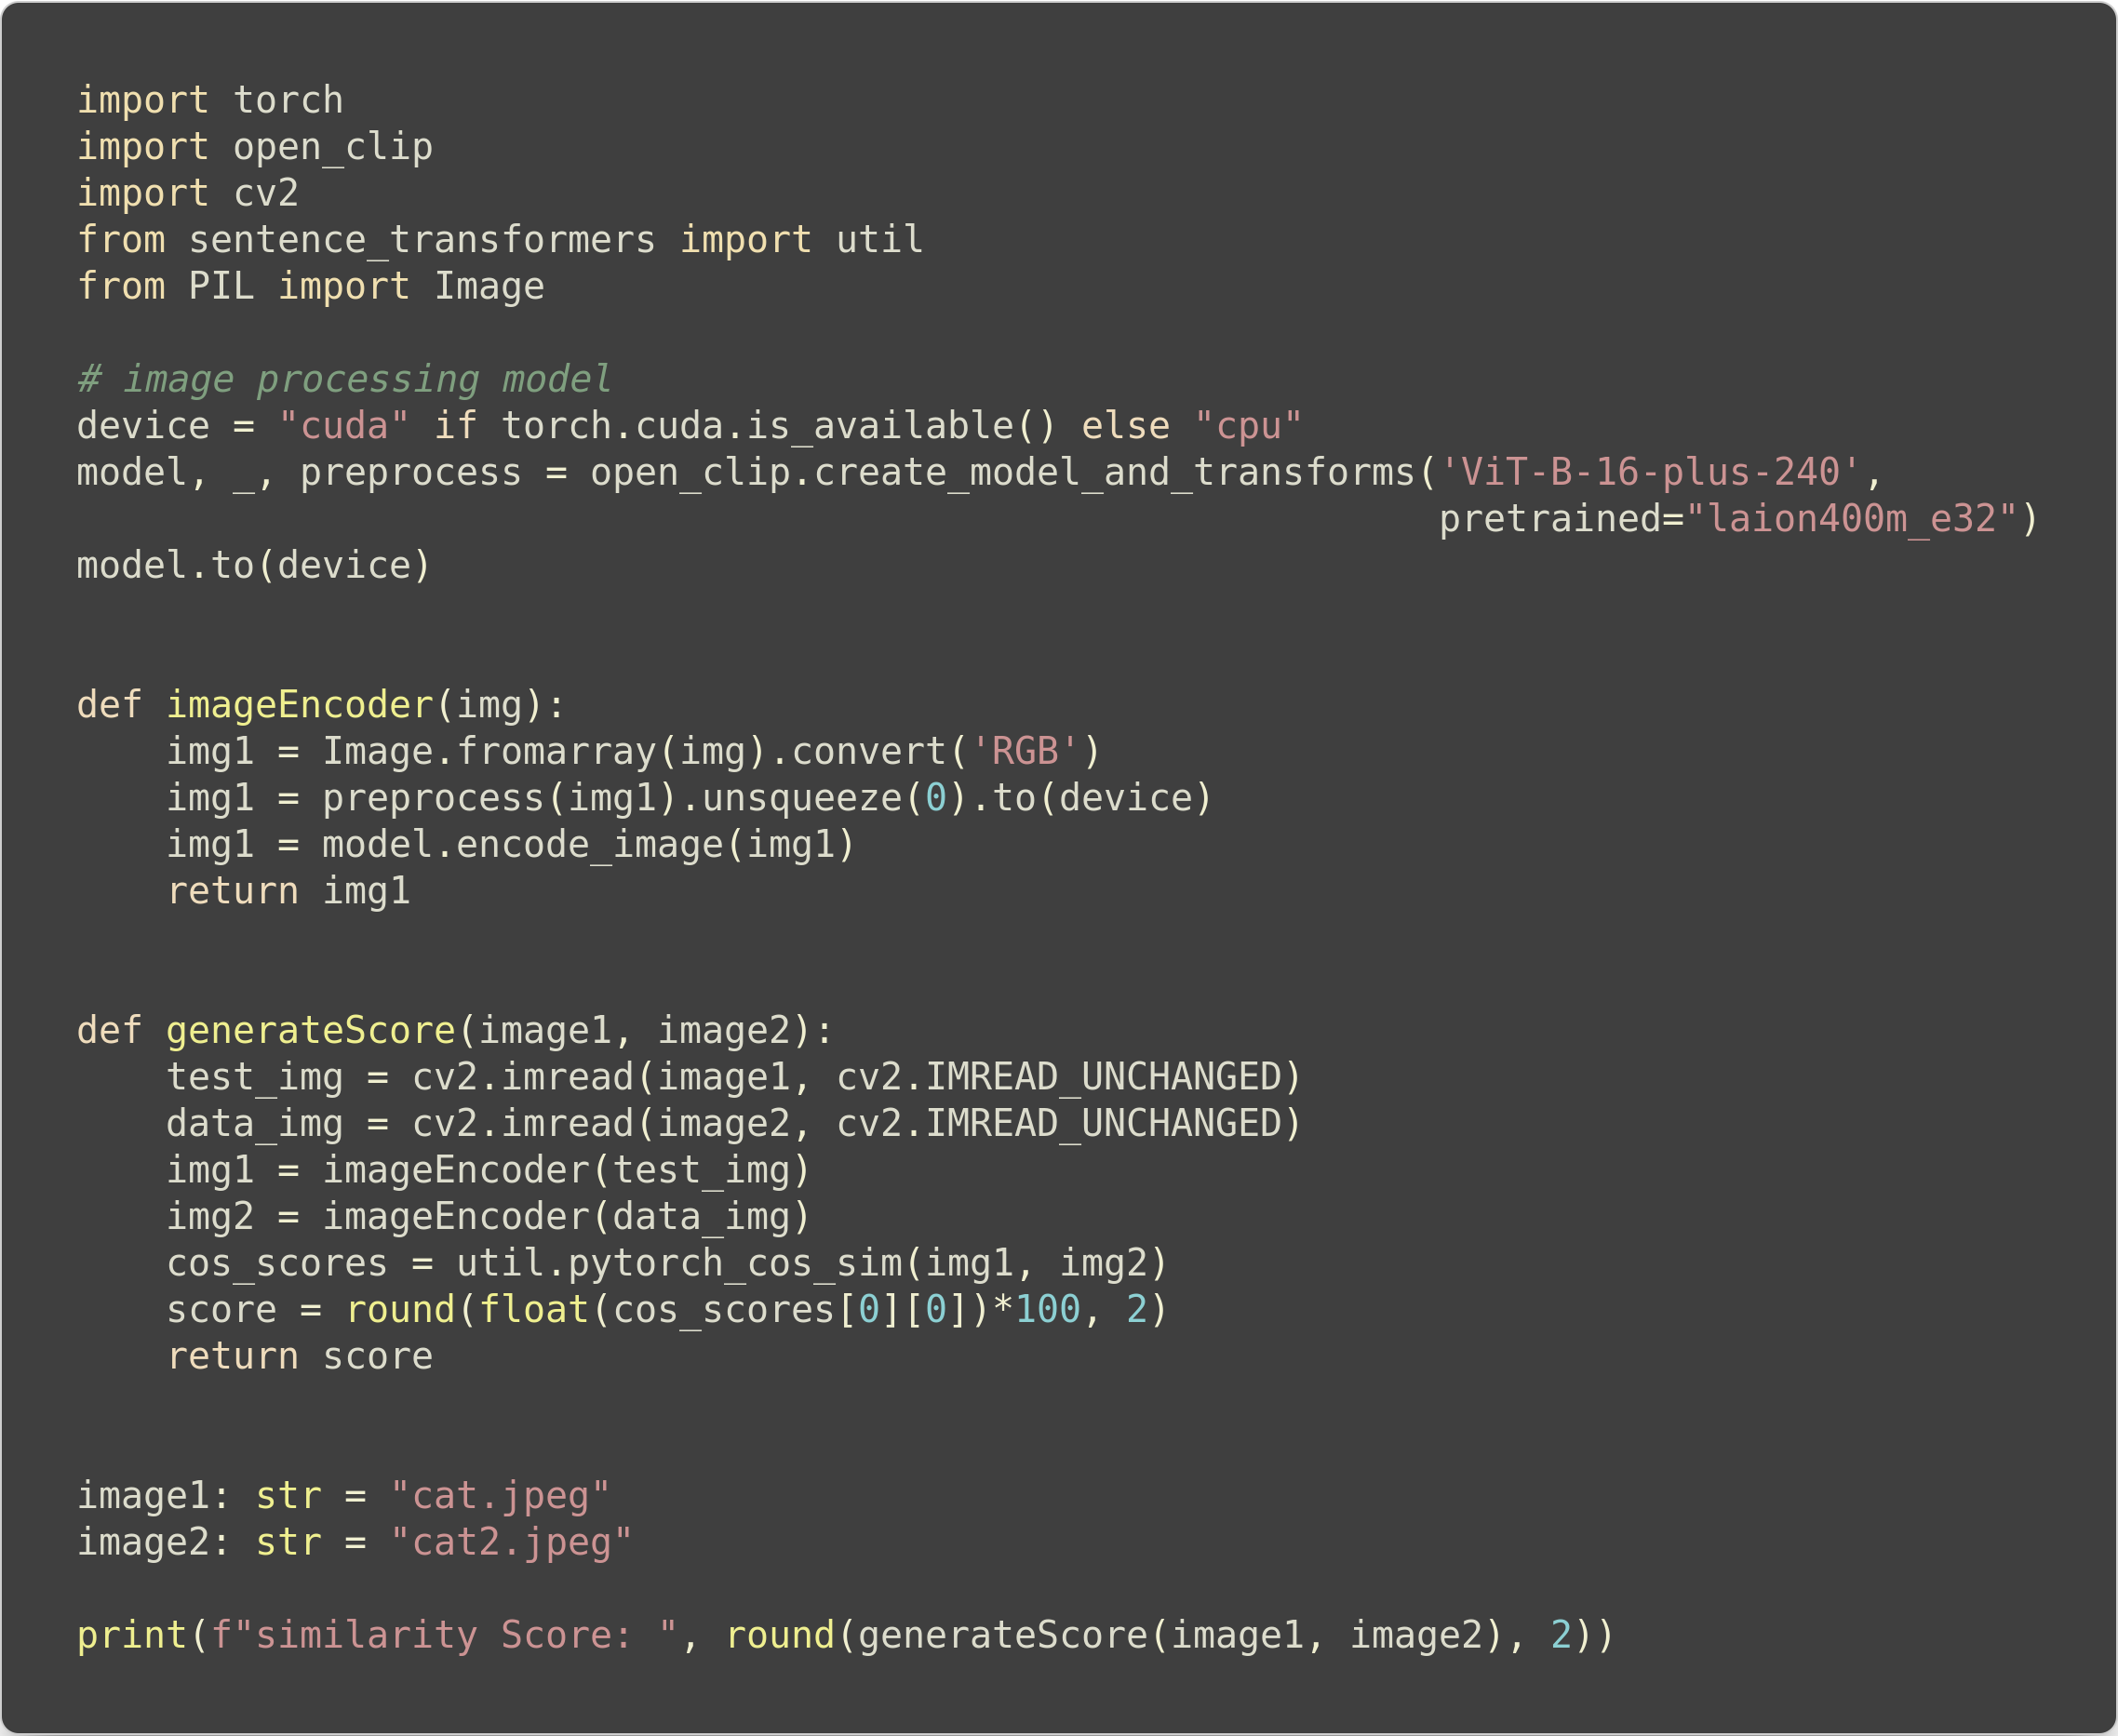 import torch
import open_clip
import cv2
from sentence_transformers import util
from PIL import Image

# image processing model
device = "cuda" if torch.cuda.is_available() else "cpu"
model, _, preprocess = open_clip.create_model_and_transforms('ViT-B-16-plus-240',
                                                             pretrained="laion400m_e32")
model.to(device)


def imageEncoder(img):
    img1 = Image.fromarray(img).convert('RGB')
    img1 = preprocess(img1).unsqueeze(0).to(device)
    img1 = model.encode_image(img1)
    return img1


def generateScore(image1, image2):
    test_img = cv2.imread(image1, cv2.IMREAD_UNCHANGED)
    data_img = cv2.imread(image2, cv2.IMREAD_UNCHANGED)
    img1 = imageEncoder(test_img)
    img2 = imageEncoder(data_img)
    cos_scores = util.pytorch_cos_sim(img1, img2)
    score = round(float(cos_scores[0][0])*100, 2)
    return score


image1: str = "cat.jpeg"
image2: str = "cat2.jpeg"

print(f"similarity Score: ", round(generateScore(image1, image2), 2))